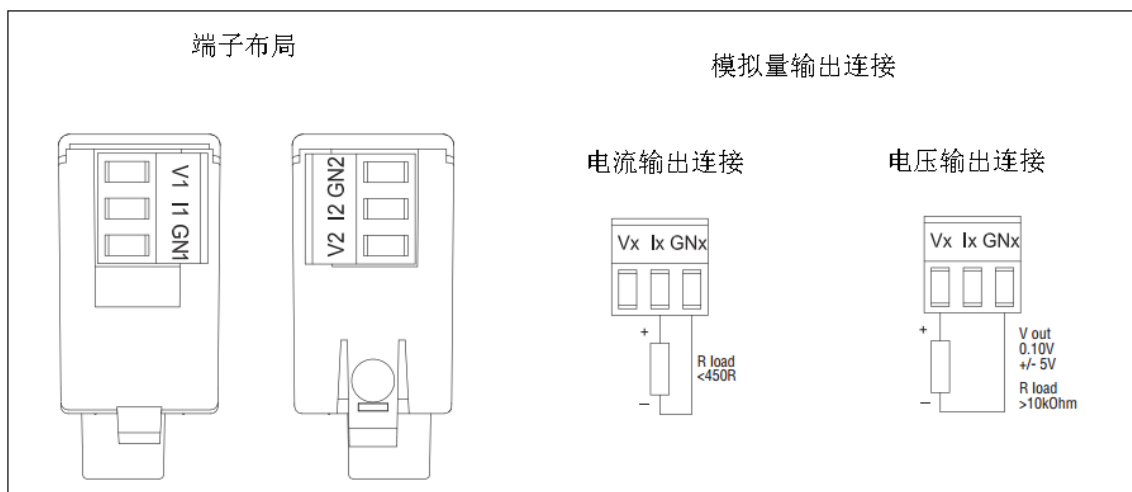 端子布局
模拟量输出连接
电流输出连接
电压输出连接
V1 I1 GN1
V2 I2 GN2
Vx Ix GNx
+
R load
<450R
–
Vx Ix GNx
+
V out
0.10V
+/- 5V
R load
>10kOhm
–